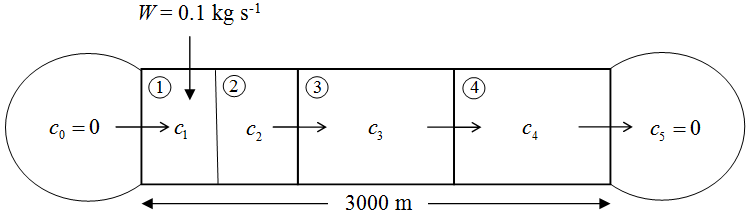 W = 0.1 kg s⁻¹
① ② ③ ④
c₀ = 0 c₁ c₂ c₃ c₄ c₅ = 0
3000 m